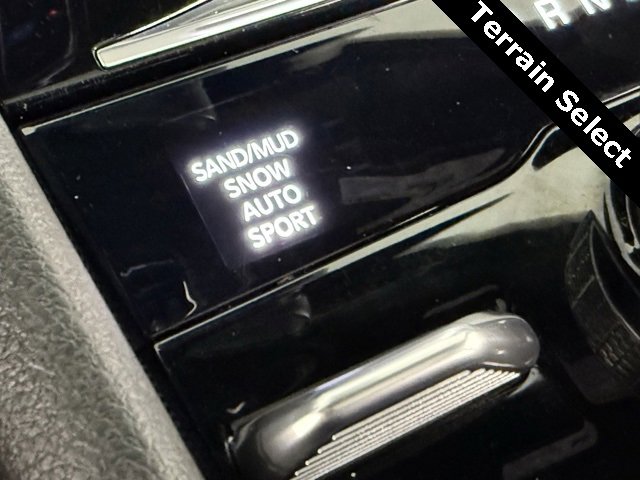 Terrain Select
R N
SAND/MUD
SNOW
AUTO
SPORT